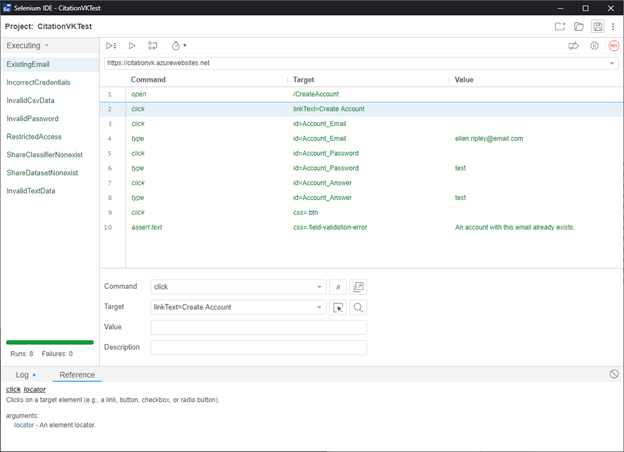 Selenium IDE - CitationVKTest
Project: CitationVKTest
Executing
ExistingEmail
IncorrectCredentials
InvalidCsvData
InvalidPassword
RestrictedAccess
ShareClassifierNonexist
ShareDatasetNonexist
InvalidTextData
Runs: 8 Failures: 0
REC
https://citationvk.azurewebsites.net
Command Target Value
1 open /CreateAccount
2 click linkText=Create Account
3 click id=Account_Email
4 type id=Account_Email ellen.ripley@email.com
5 click id=Account_Password
6 type id=Account_Password test
7 click id=Account_Answer
8 type id=Account_Answer test
9 click css=.btn
10 assert text css=.field-validation-error An account with this email already exists.
Command click //
Target linkText=Create Account
Value
Description
Log Reference
click locator
Clicks on a target element (e.g., a link, button, checkbox, or radio button).
arguments:
locator - An element locator.